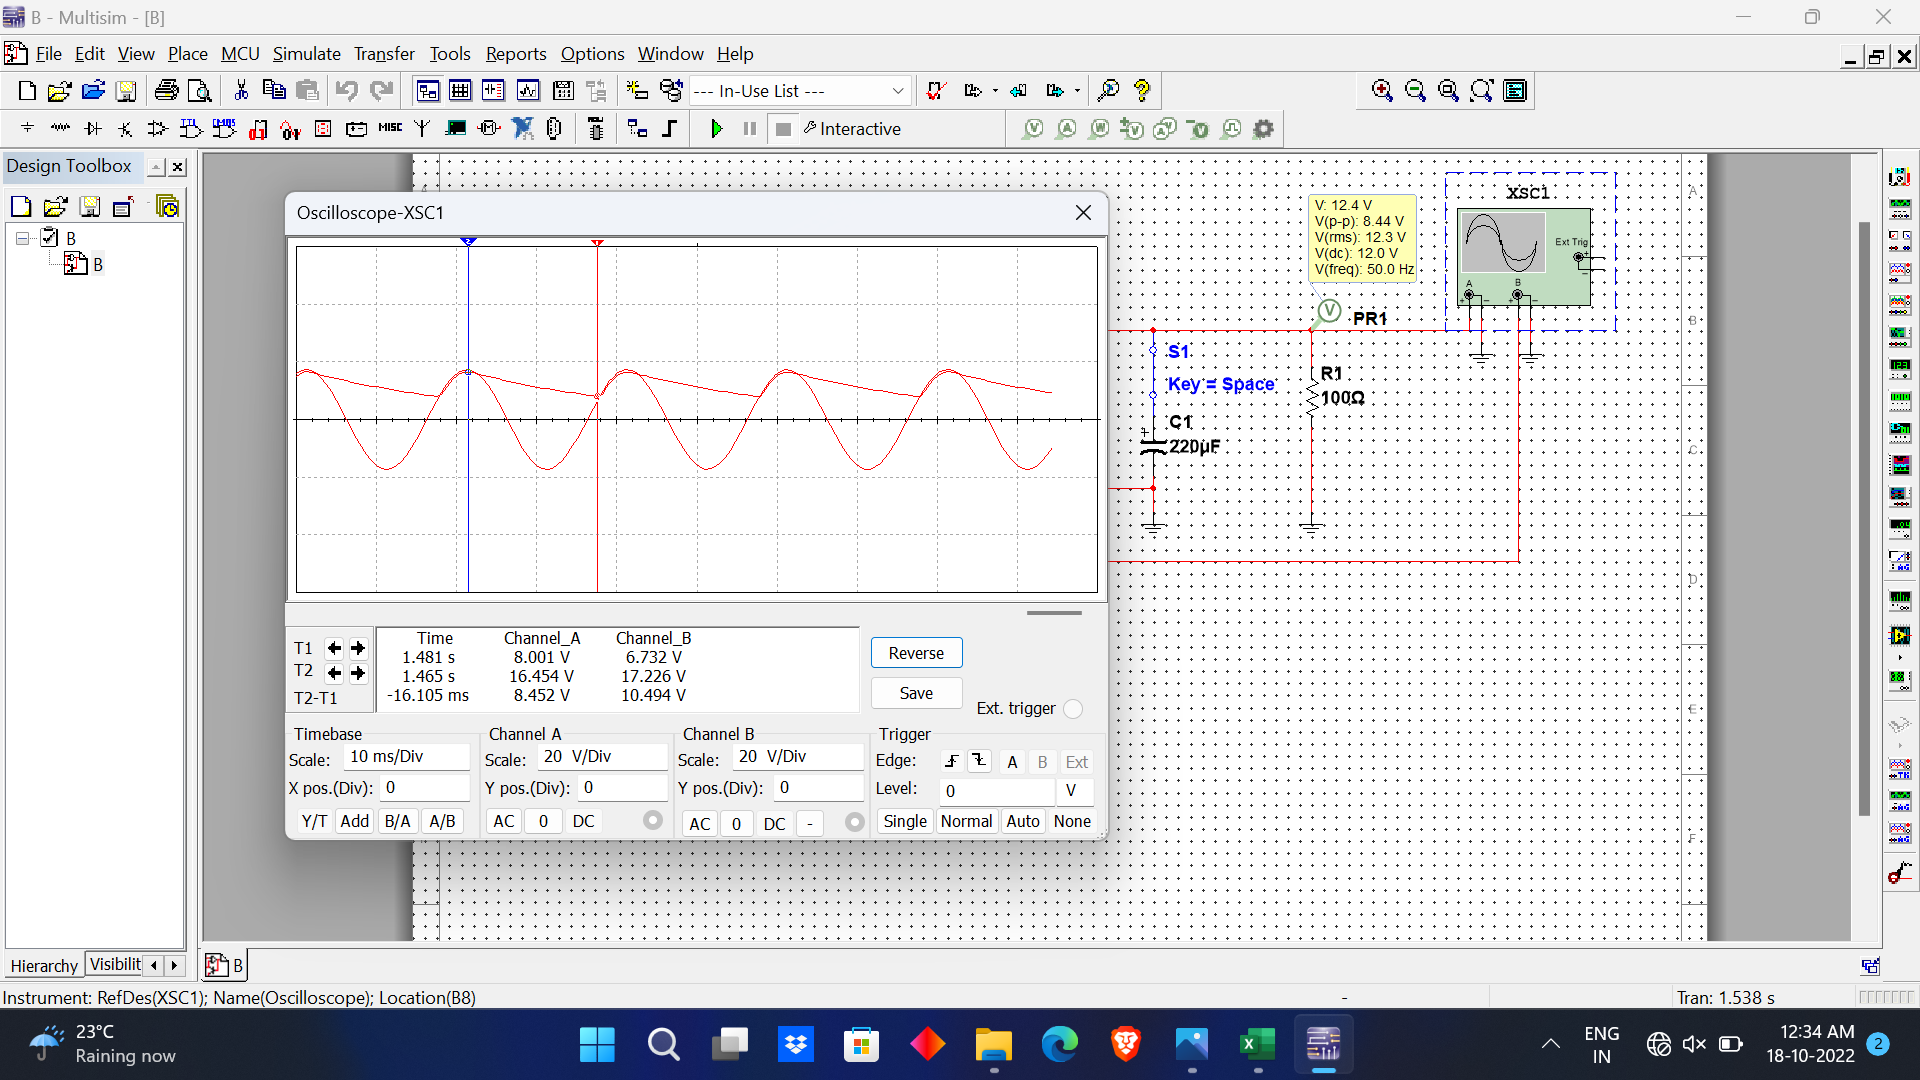 B - Multisim - [B]
File Edit View Place MCU Simulate Transfer Tools Reports Options Window Help
--- In-Use List ---
MISC
Interactive
Design Toolbox
B
B
Oscilloscope-XSC1
T1
T2
T2-T1
Time Channel_A Channel_B
1.481 s 8.001 V 6.732 V
1.465 s 16.454 V 17.226 V
-16.105 ms 8.452 V 10.494 V
Reverse
Save
Ext. trigger
Timebase
Scale: 10 ms/Div
X pos.(Div): 0
Y/T Add B/A A/B
Channel A
Scale: 20 V/Div
Y pos.(Div): 0
AC 0 DC
Channel B
Scale: 20 V/Div
Y pos.(Div): 0
AC 0 DC -
Trigger
Edge: A B Ext
Level: 0 V
Single Normal Auto None
V: 12.4 V
V(p-p): 8.44 V
V(rms): 12.3 V
V(dc): 12.0 V
V(freq): 50.0 Hz
V
PR1
XSC1
Ext Trig
A B
S1
Key = Space
C1
220µF
R1
100Ω
A
B
C
D
E
F
Hierarchy Visibilit
B
Instrument: RefDes(XSC1); Name(Oscilloscope); Location(B8)
-
Tran: 1.538 s
23°C
Raining now
ENG
IN
12:34 AM
18-10-2022
2